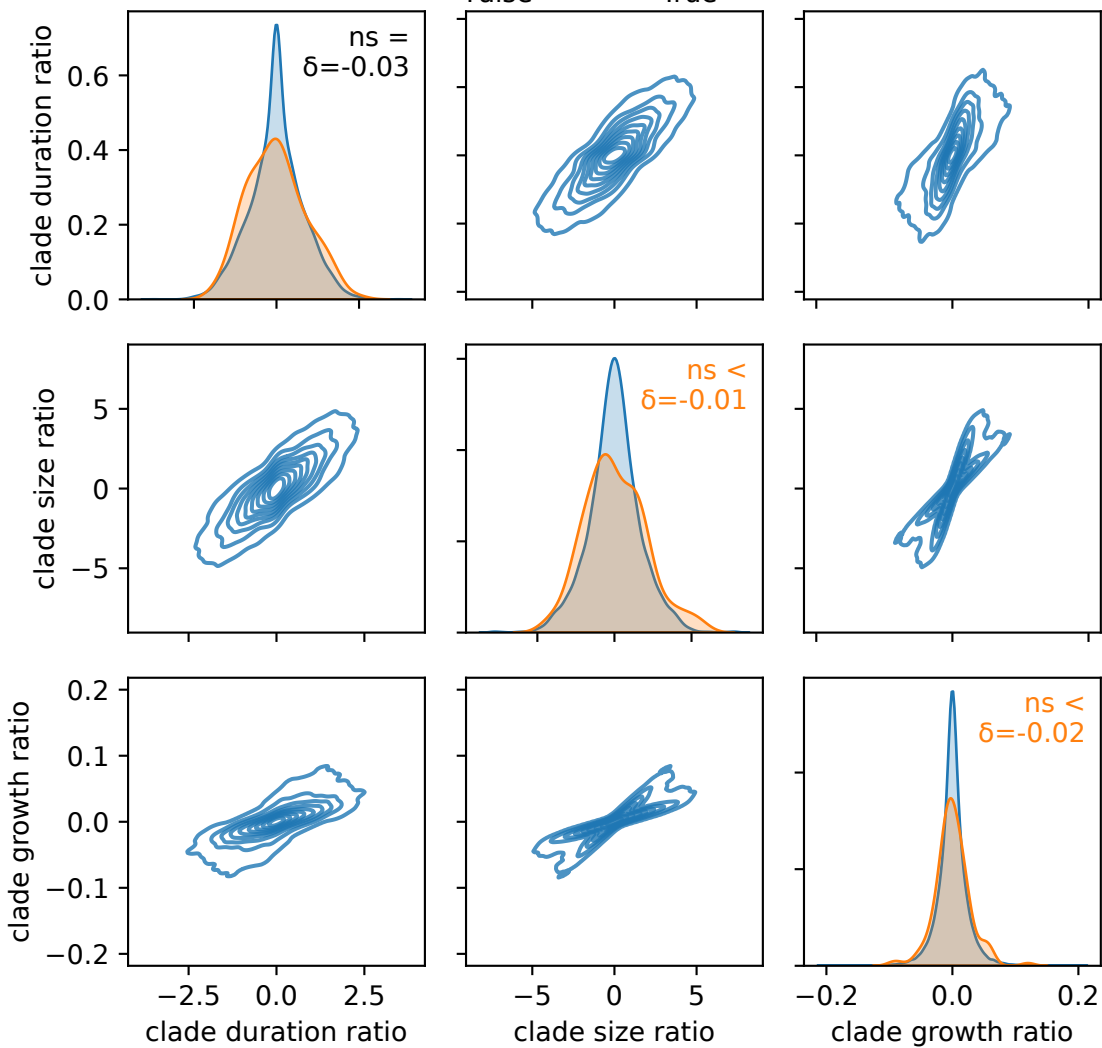 ns =
δ=-0.03
clade duration ratio
0.6
0.4
0.2
0.0
ns <
δ=-0.01
clade size ratio
5
0
−5
ns <
δ=-0.02
clade growth ratio
0.2
0.1
0.0
−0.1
−0.2
−2.5 0.0 2.5
−5 0 5
−0.2 0.0 0.2
clade duration ratio
clade size ratio
clade growth ratio